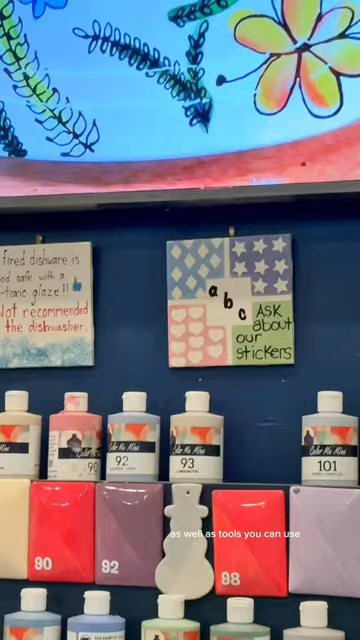 fired dishware is
safe with a
toxic glaze!!
Not recommended
the dishwasher.
a
b
c
ASK
about
our
stickers
Color Me Mine
Color Me Mine
Color Me Mine
Color Me Mine
90
92
93
101
as well as tools you can use
90
92
98